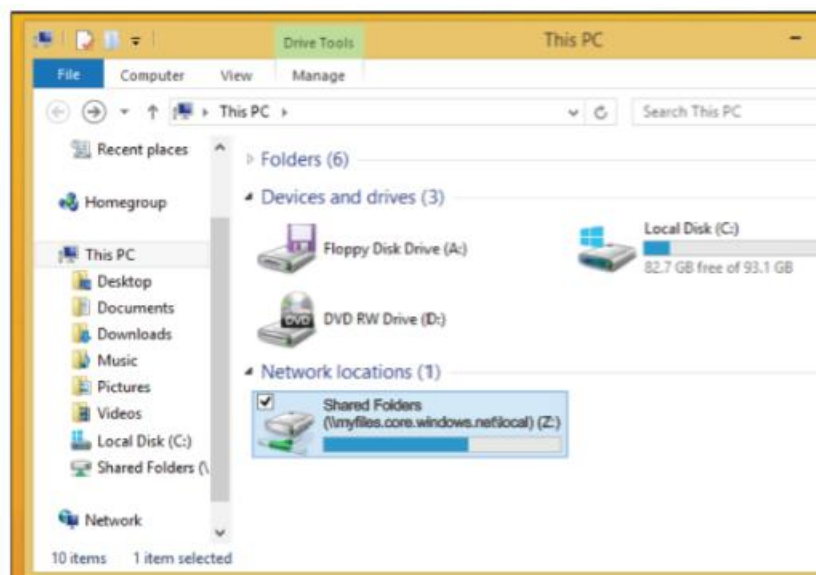 Drive Tools
This PC
File
Computer
View
Manage
This PC
Search This PC
Recent places
Homegroup
This PC
Desktop
Documents
Downloads
Music
Pictures
Videos
Local Disk (C:)
Shared Folders (\
Network
Folders (6)
Devices and drives (3)
Floppy Disk Drive (A:)
Local Disk (C:)
82.7 GB free of 93.1 GB
DVD
DVD RW Drive (D:)
Network locations (1)
Shared Folders
(\\myfiles.core.windows.net\local) (Z:)
10 items
1 item selected